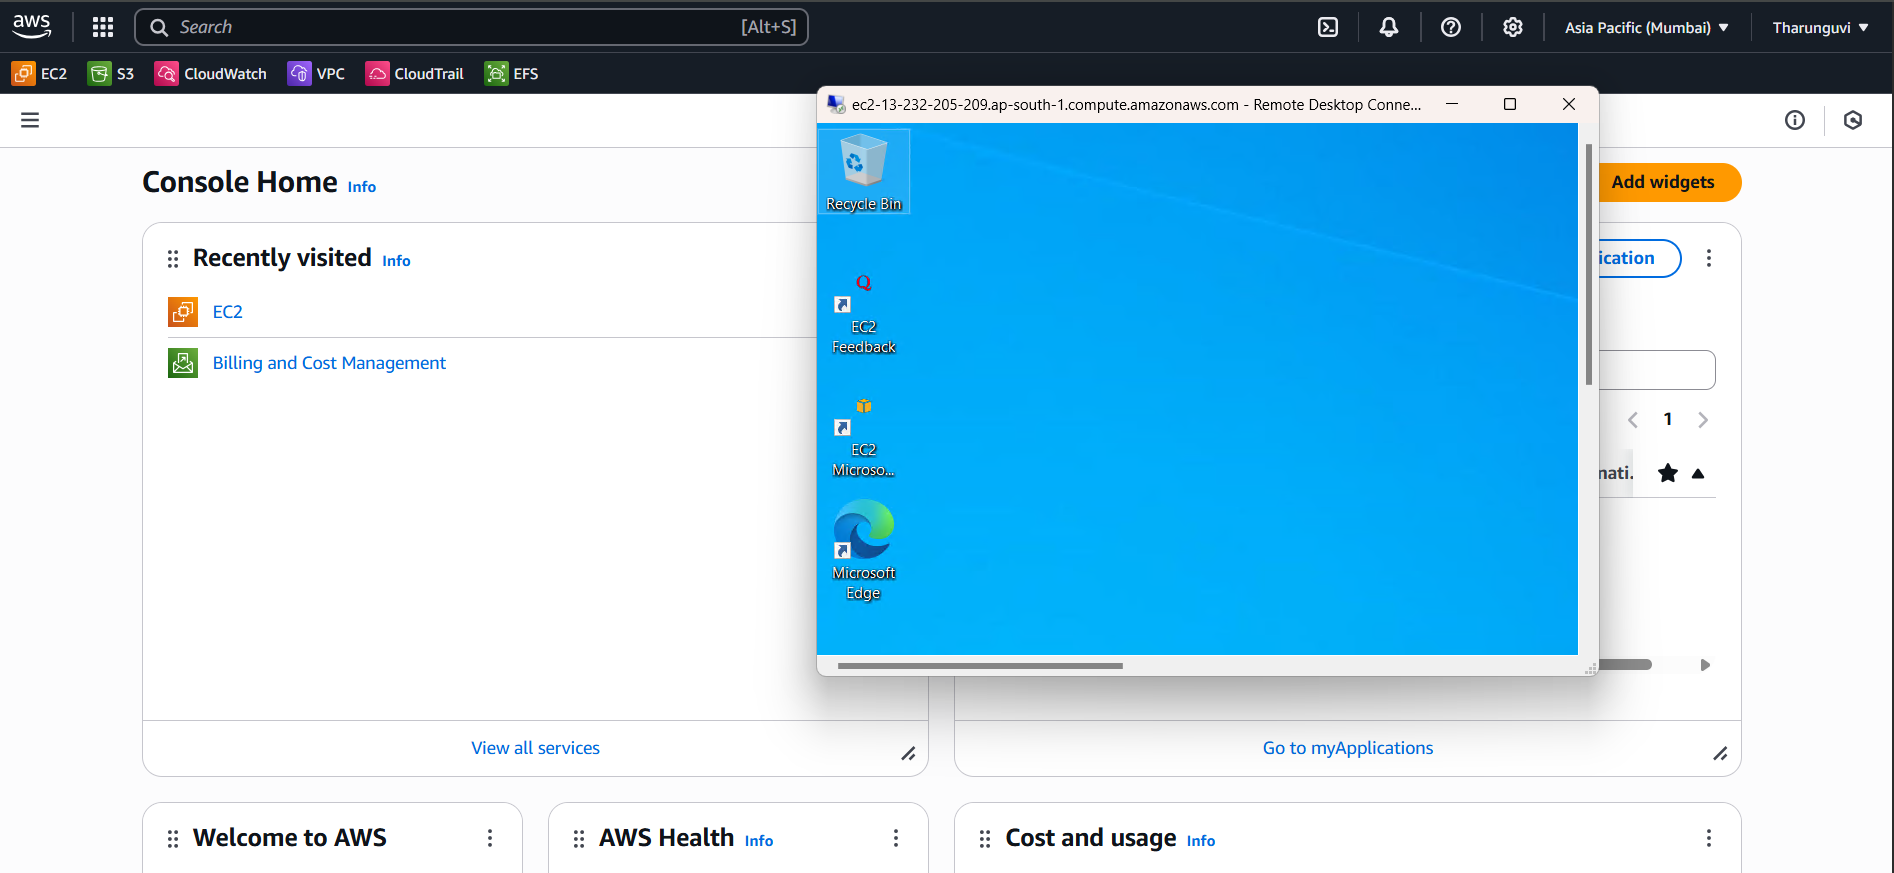 aws
Search [Alt+S]
Asia Pacific (Mumbai) Tharunguvi
EC2 S3 CloudWatch VPC CloudTrail EFS
ec2-13-232-205-209.ap-south-1.compute.amazonaws.com - Remote Desktop Conne...
Recycle Bin
EC2
Feedback
EC2
Microso...
Microsoft
Edge
Console Home Info
Add widgets
Recently visited Info
EC2
Billing and Cost Management
View all services
ication
1
nati.
Go to myApplications
Welcome to AWS
AWS Health Info
Cost and usage Info